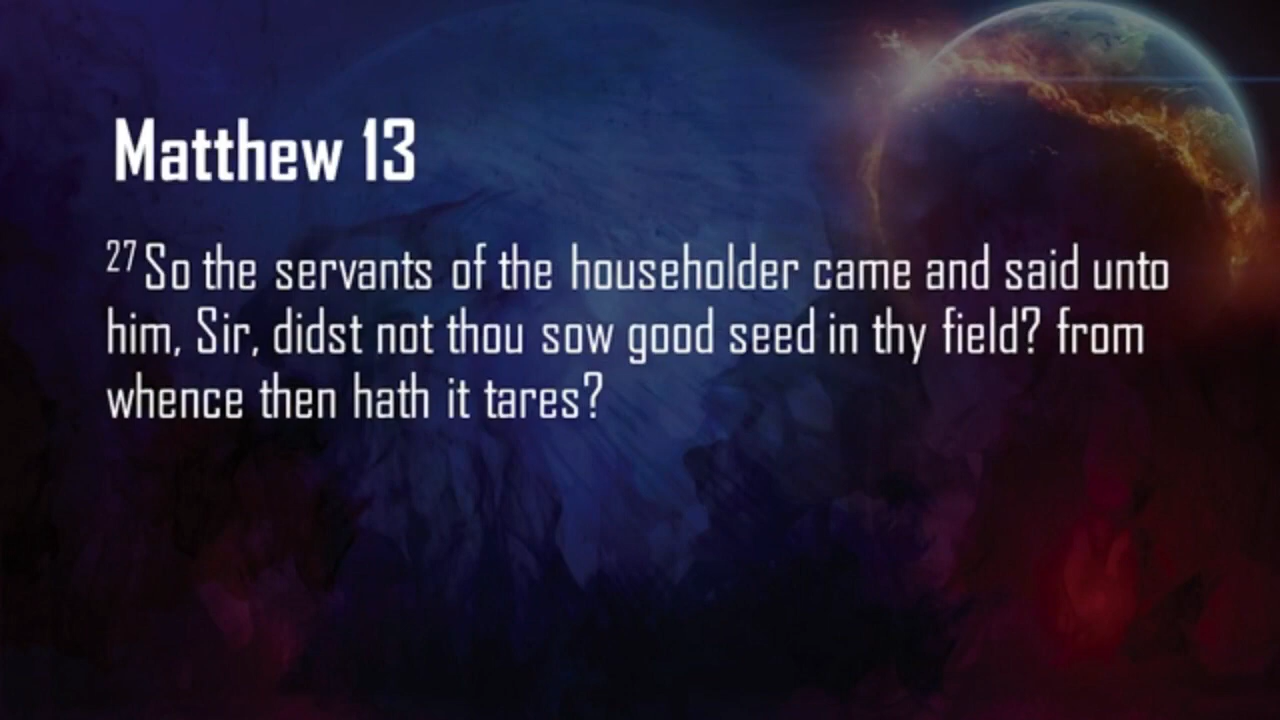 Matthew 13
27 So the servants of the householder came and said unto
him, Sir, didst not thou sow good seed in thy field? from
whence then hath it tares?